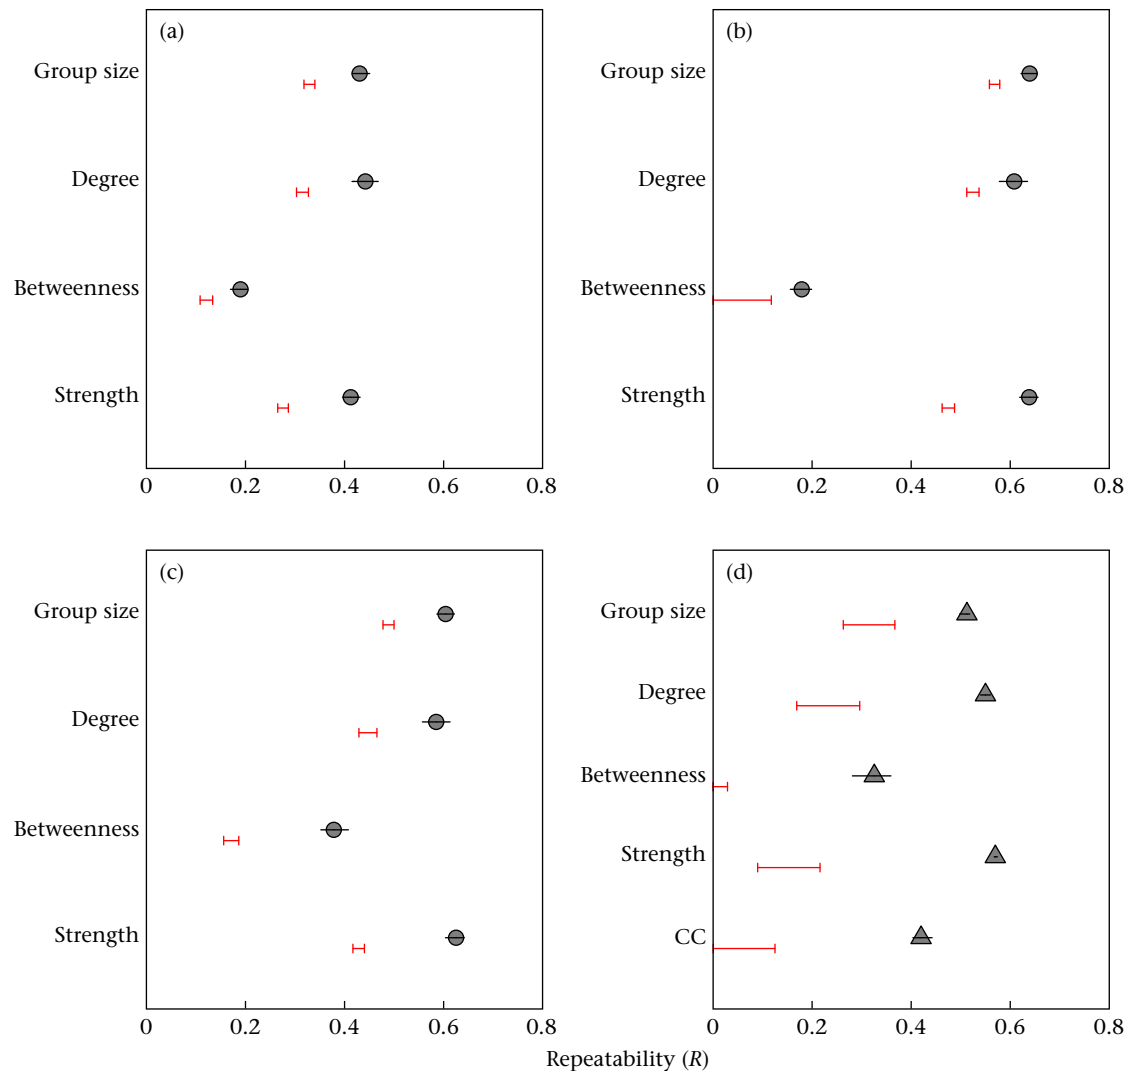 (a)
Group size
Degree
Betweenness
Strength
0 0.2 0.4 0.6 0.8
(b)
Group size
Degree
Betweenness
Strength
0 0.2 0.4 0.6 0.8
(c)
Group size
Degree
Betweenness
Strength
0 0.2 0.4 0.6 0.8
(d)
Group size
Degree
Betweenness
Strength
CC
0 0.2 0.4 0.6 0.8
Repeatability (R)